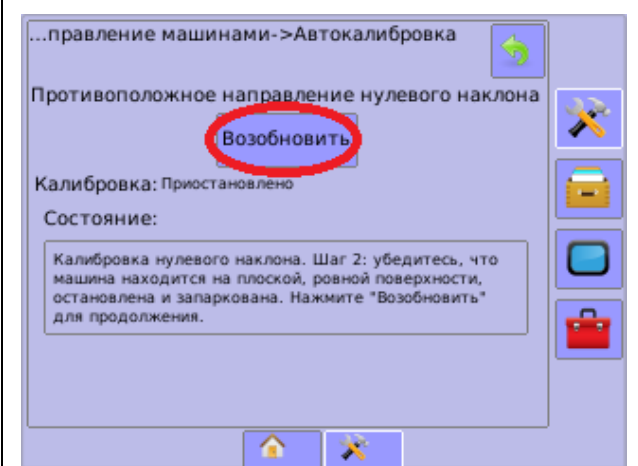 ...правление машинами->Автокалибровка
Противоположное направление нулевого наклона
Возобновить
Калибровка: Приостановлено
Состояние:
Калибровка нулевого наклона. Шаг 2: убедитесь, что
машина находится на плоской, ровной поверхности,
остановлена и запаркована. Нажмите "Возобновить"
для продолжения.